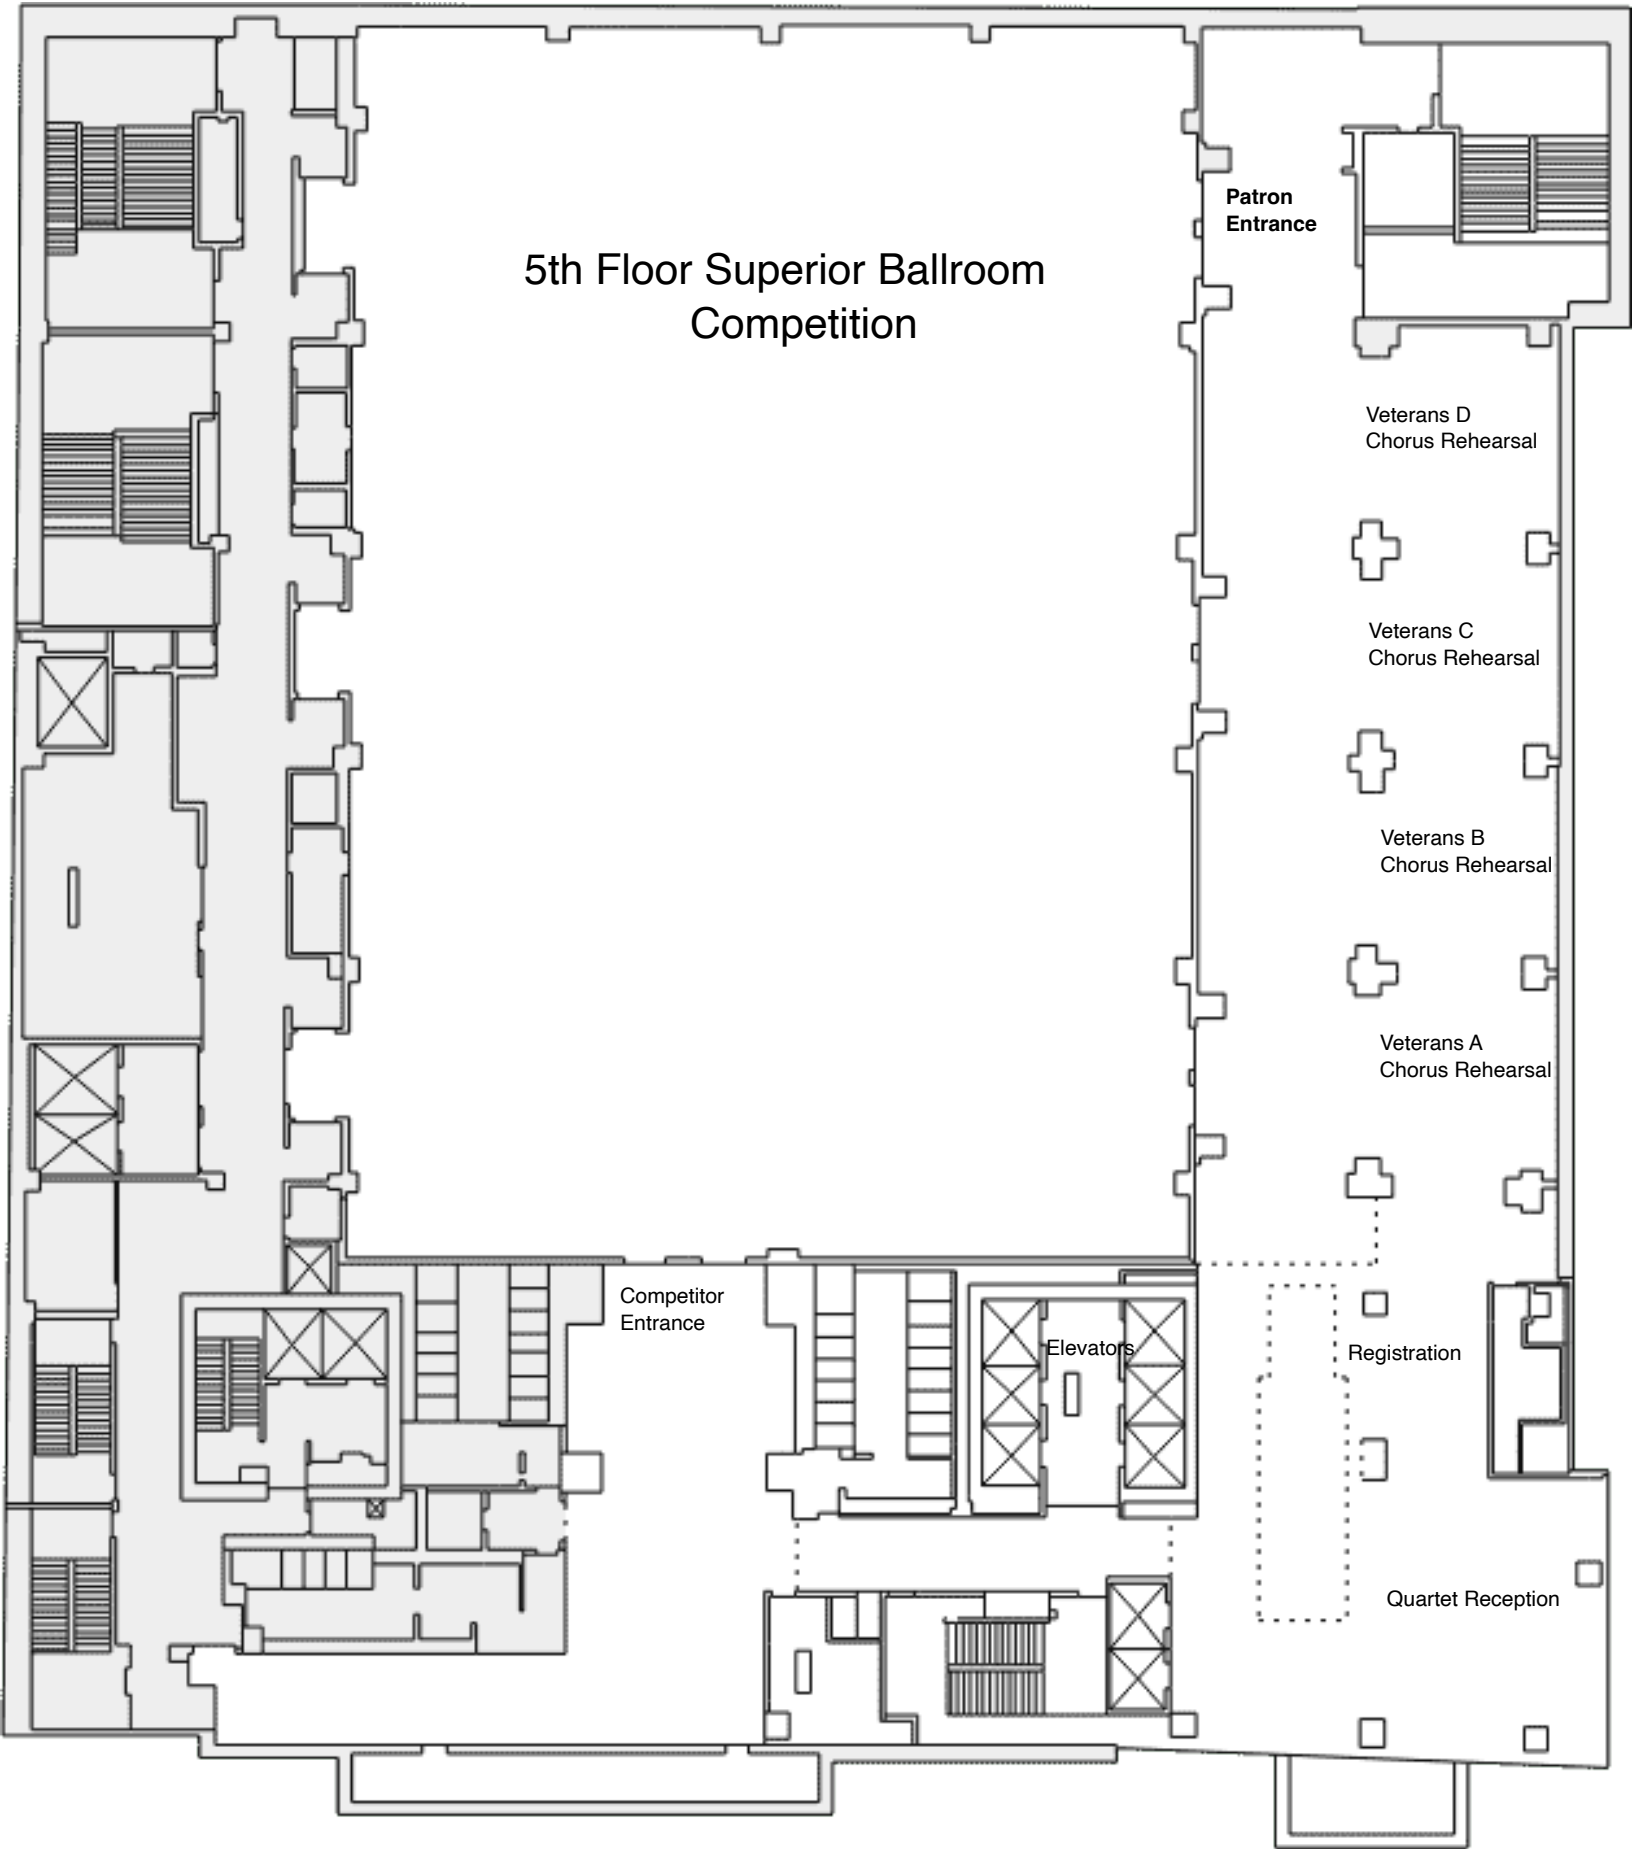 Patron
Entrance
5th Floor Superior Ballroom
Competition
Veterans D
Chorus Rehearsal
Veterans C
Chorus Rehearsal
Veterans B
Chorus Rehearsal
Veterans A
Chorus Rehearsal
Competitor
Entrance
Elevators
Registration
Quartet Reception